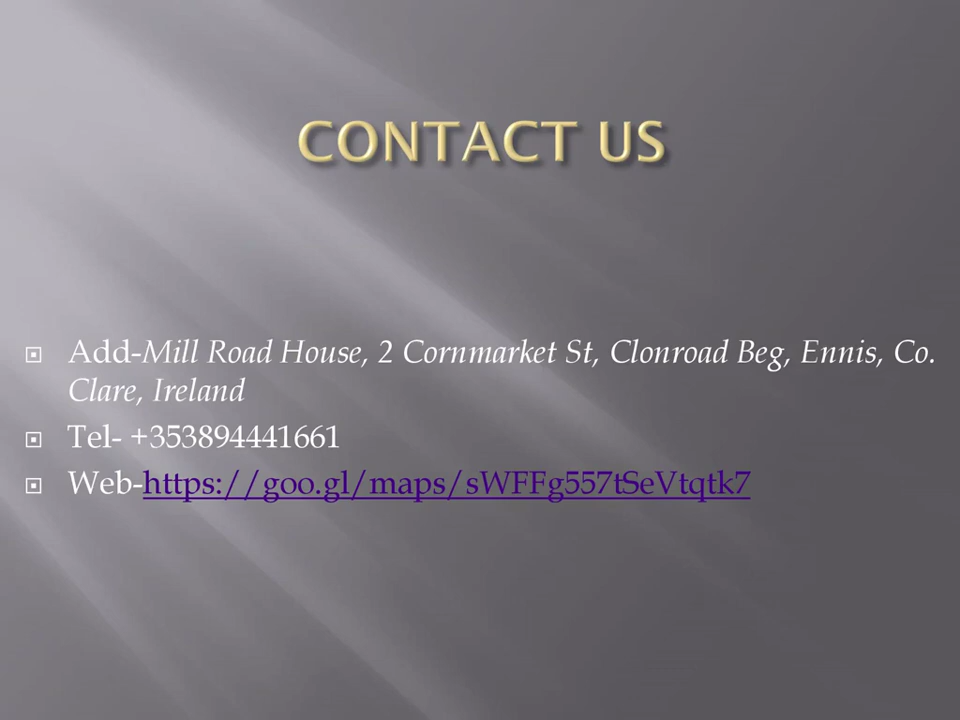 CONTACT US
Add-Mill Road House, 2 Cornmarket St, Clonroad Beg, Ennis, Co.
Clare, Ireland
Tel- +353894441661
Web-https://goo.gl/maps/sWFFg557tSeVtqtk7